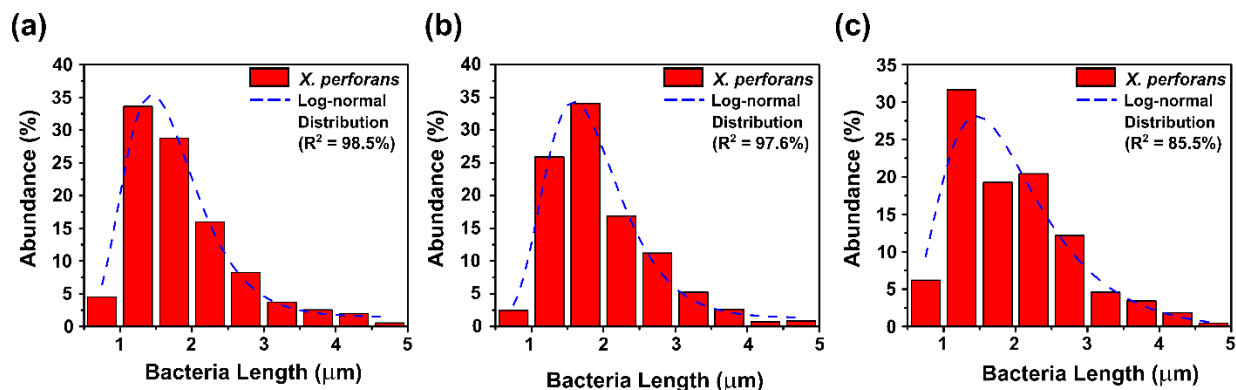 (a)
40
35
30
25
20
15
10
5
0
Abundance (%)
1 2 3 4 5
Bacteria Length (μm)
X. perforans
Log-normal
Distribution
(R² = 98.5%)
(b)
40
35
30
25
20
15
10
5
0
Abundance (%)
1 2 3 4 5
Bacteria Length (μm)
X. perforans
Log-normal
Distribution
(R² = 97.6%)
(c)
35
30
25
20
15
10
5
0
Abundance (%)
1 2 3 4 5
Bacteria Length (μm)
X. perforans
Log-normal
Distribution
(R² = 85.5%)